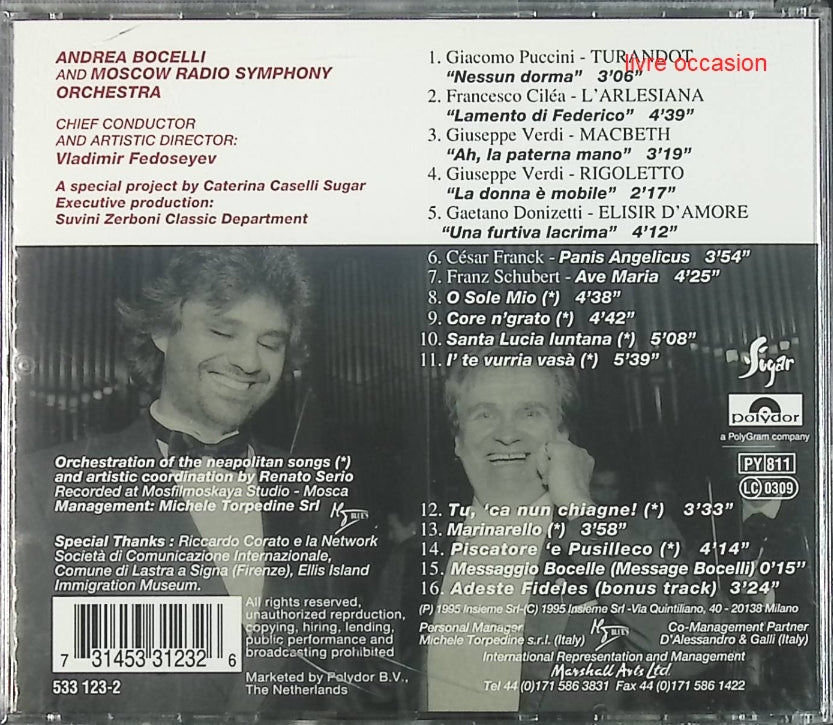 ANDREA BOCELLI
AND MOSCOW RADIO SYMPHONY
ORCHESTRA
CHIEF CONDUCTOR
AND ARTISTIC DIRECTOR:
Vladimir Fedoseyev
A special project by Caterina Caselli Sugar
Executive production:
Suvini Zerboni Classic Department
1. Giacomo Puccini - TURANDOT
livre occasion
"Nessun dorma" 3'06"
2. Francesco Ciléa - L'ARLESIANA
"Lamento di Federico" 4'39"
3. Giuseppe Verdi - MACBETH
"Ah, la paterna mano" 3'19"
4. Giuseppe Verdi - RIGOLETTO
"La donna è mobile" 2'17"
5. Gaetano Donizetti - ELISIR D'AMORE
"Una furtiva lacrima" 4'12"
6. César Franck - Panis Angelicus 3'54"
7. Franz Schubert - Ave Maria 4'25"
8. O Sole Mio (*) 4'38"
9. Core n'grato (*) 4'42"
10. Santa Lucia luntana (*) 5'08"
11. I' te vurria vasà (*) 5'39"
Sugar
polydor
a PolyGram company
PY 811
LC 0309
Orchestration of the neapolitan songs (*)
and artistic coordination by Renato Serio
Recorded at Mosfilmoskaya Studio - Mosca
Management: Michele Torpedine Srl
BLUES
Special Thanks : Riccardo Corato e la Network
Società di Comunicazione Internazionale,
Comune di Lastra a Signa (Firenze), Ellis Island
Immigration Museum.
12. Tu, 'ca nun chiagne! (*) 3'33"
13. Marinarello (*) 3'58"
14. Piscatore 'e Pusilleco (*) 4'14"
15. Messaggio Bocelle (Message Bocelli) 0'15"
16. Adeste Fideles (bonus track) 3'24"
(P) 1995 Insieme Srl-(C) 1995 Insieme Srl -Via Quintiliano, 40 - 20138 Milano
Personal Manager
Michele Torpedine s.r.l. (Italy)
BLUES
Co-Management Partner
D'Alessandro & Galli (Italy)
International Representation and Management
Marshall Arts Ltd.
Tel 44 (0) 171 586 3831 Fax 44 (0) 171 586 1422
7 31453 31232 6
533 123-2
All rights reserved,
unauthorized reprduction,
copying, hiring, lending,
public performance and
broadcasting prohibited
Marketed by Polydor B.V.,
The Netherlands